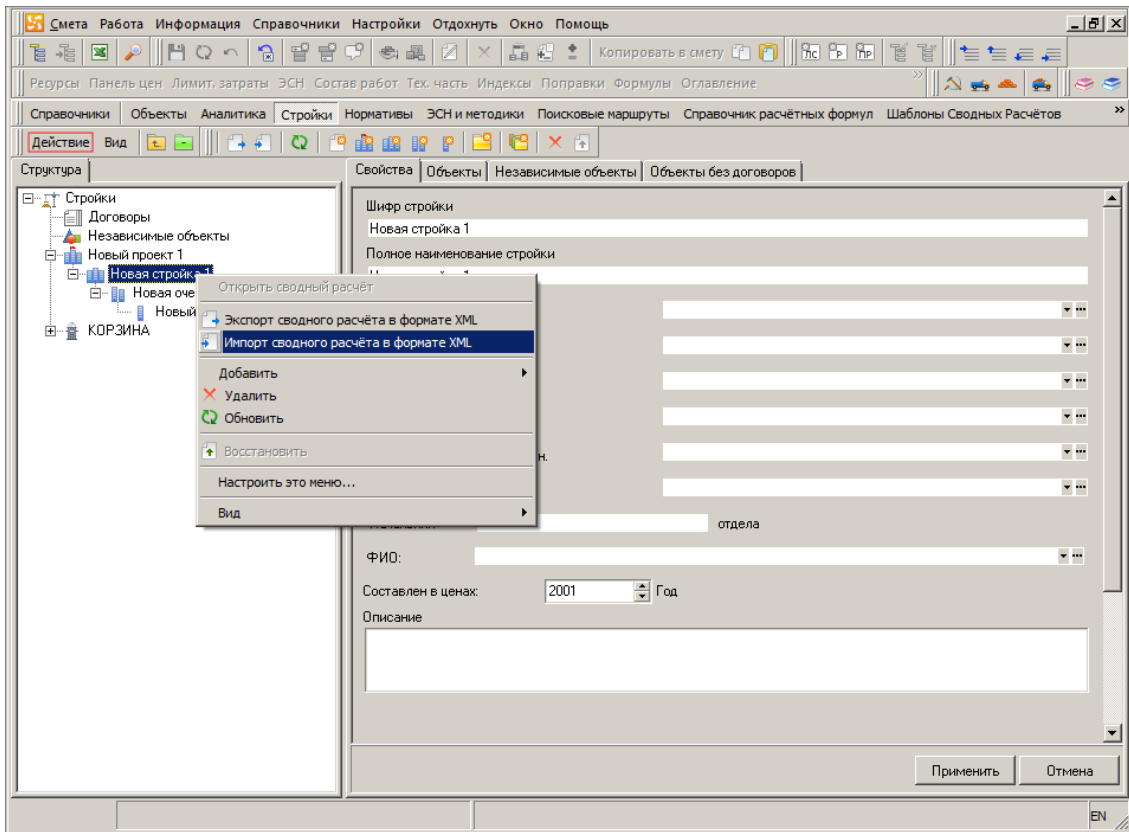 Смета Работа Информация Справочники Настройки Отдохнуть Окно Помощь
Копировать в смету ПС Р ПР
Ресурсы Панель цен Лимит. затраты ЭСН Состав работ Тех. часть Индексы Поправки Формулы Оглавление
Справочники Объекты Аналитика Стройки Нормативы ЭСН и методики Поисковые маршруты Справочник расчётных формул Шаблоны Сводных Расчётов
Действие Вид
Структура
Стройки
Договоры
Независимые объекты
Новый проект 1
Новая стройка 1
Новая оче
Новый
КОРЗИНА
Свойства Объекты Независимые объекты Объекты без договоров
Шифр стройки
Новая стройка 1
Полное наименование стройки
Открыть сводный расчёт
Экспорт сводного расчёта в формате XML
Импорт сводного расчёта в формате XML
Добавить
Удалить
Обновить
Восстановить
Настроить это меню...
Вид
н.
отдела
ФИО:
Составлен в ценах: 2001 Год
Описание
Применить Отмена
EN